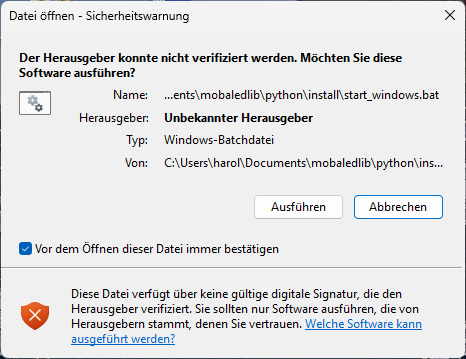 Datei öffnen - Sicherheitswarnung
Der Herausgeber konnte nicht verifiziert werden. Möchten Sie diese
Software ausführen?
Name: ...ents\mobaledlib\python\install\start_windows.bat
Herausgeber: Unbekannter Herausgeber
Typ: Windows-Batchdatei
Von: C:\Users\harol\Documents\mobaledlib\python\ins...
Ausführen Abbrechen
Vor dem Öffnen dieser Datei immer bestätigen
Diese Datei verfügt über keine gültige digitale Signatur, die den
Herausgeber verifiziert. Sie sollten nur Software ausführen, die von
Herausgebern stammt, denen Sie vertrauen. Welche Software kann
ausgeführt werden?